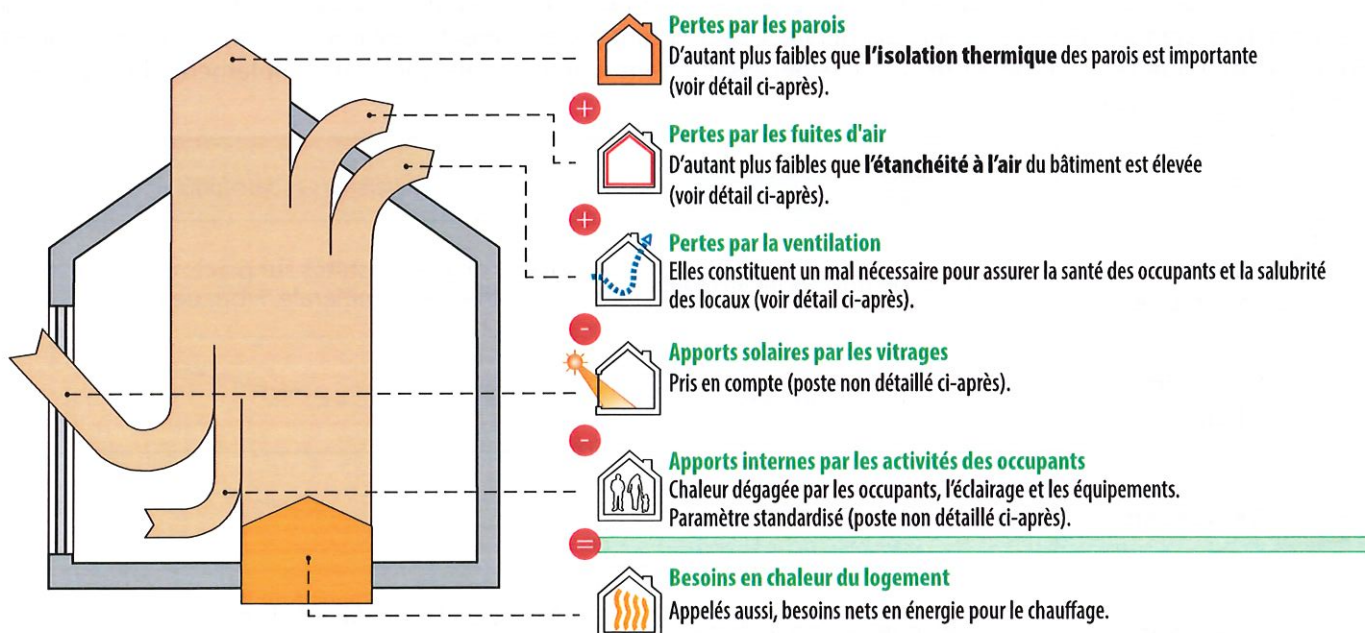 Pertes par les parois
D'autant plus faibles que l'isolation thermique des parois est importante
(voir détail ci-après).
+
Pertes par les fuites d'air
D'autant plus faibles que l'étanchéité à l'air du bâtiment est élevée
(voir détail ci-après).
+
Pertes par la ventilation
Elles constituent un mal nécessaire pour assurer la santé des occupants et la salubrité
des locaux (voir détail ci-après).
-
Apports solaires par les vitrages
Pris en compte (poste non détaillé ci-après).
-
Apports internes par les activités des occupants
Chaleur dégagée par les occupants, l'éclairage et les équipements.
Paramètre standardisé (poste non détaillé ci-après).
=
Besoins en chaleur du logement
Appelés aussi, besoins nets en énergie pour le chauffage.